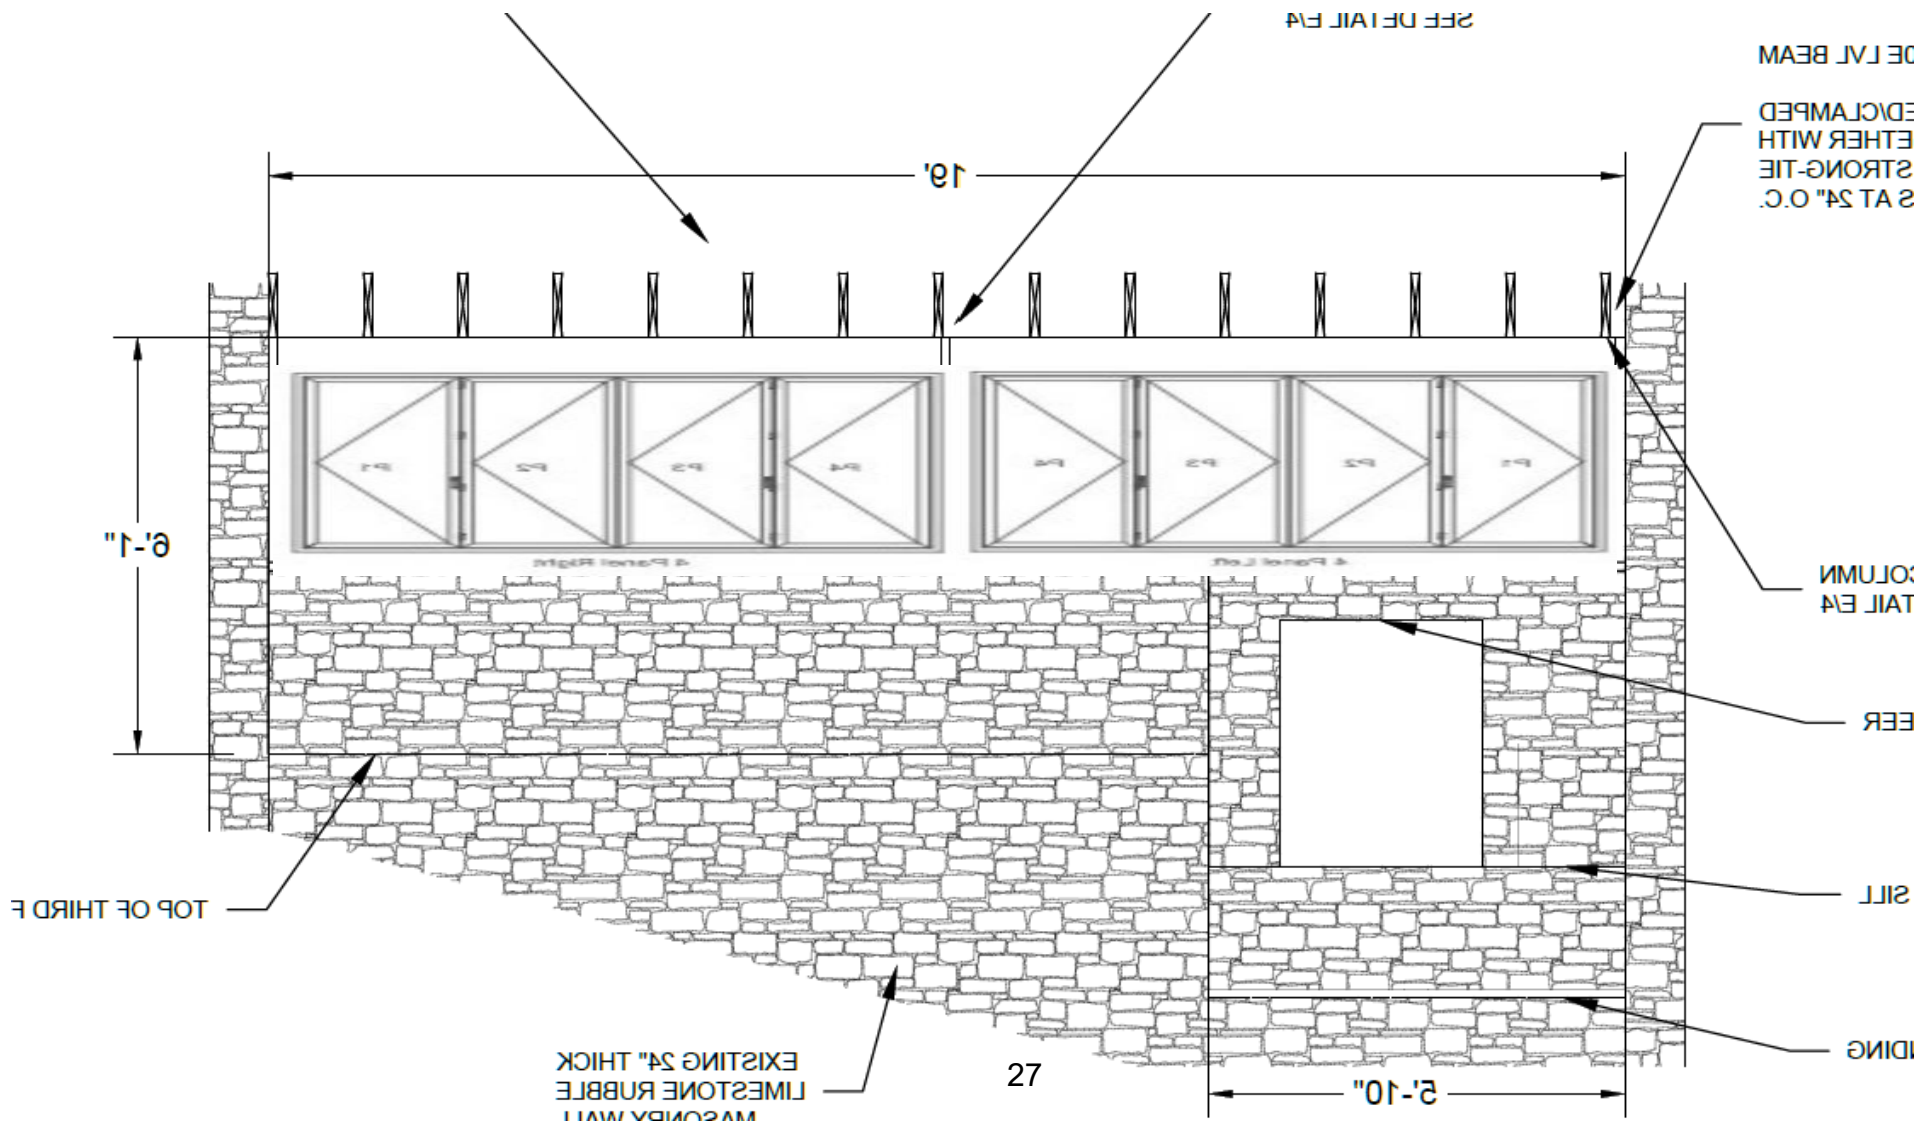 SEE DETAIL E/4
DE LVL BEAM
ED/CLAMPED
ETHER WITH
STRONG-TIE
S AT 24" O.C.
19'
P1
P2
P3
P4
P4
P3
P2
P1
4 Panel Right
4 Panel Left
6'-1"
COLUMN
TAIL E/4
EER
SILL
TOP OF THIRD F
NDING
EXISTING 24" THICK
LIMESTONE RUBBLE
MASONRY WALL
27
5'-10"